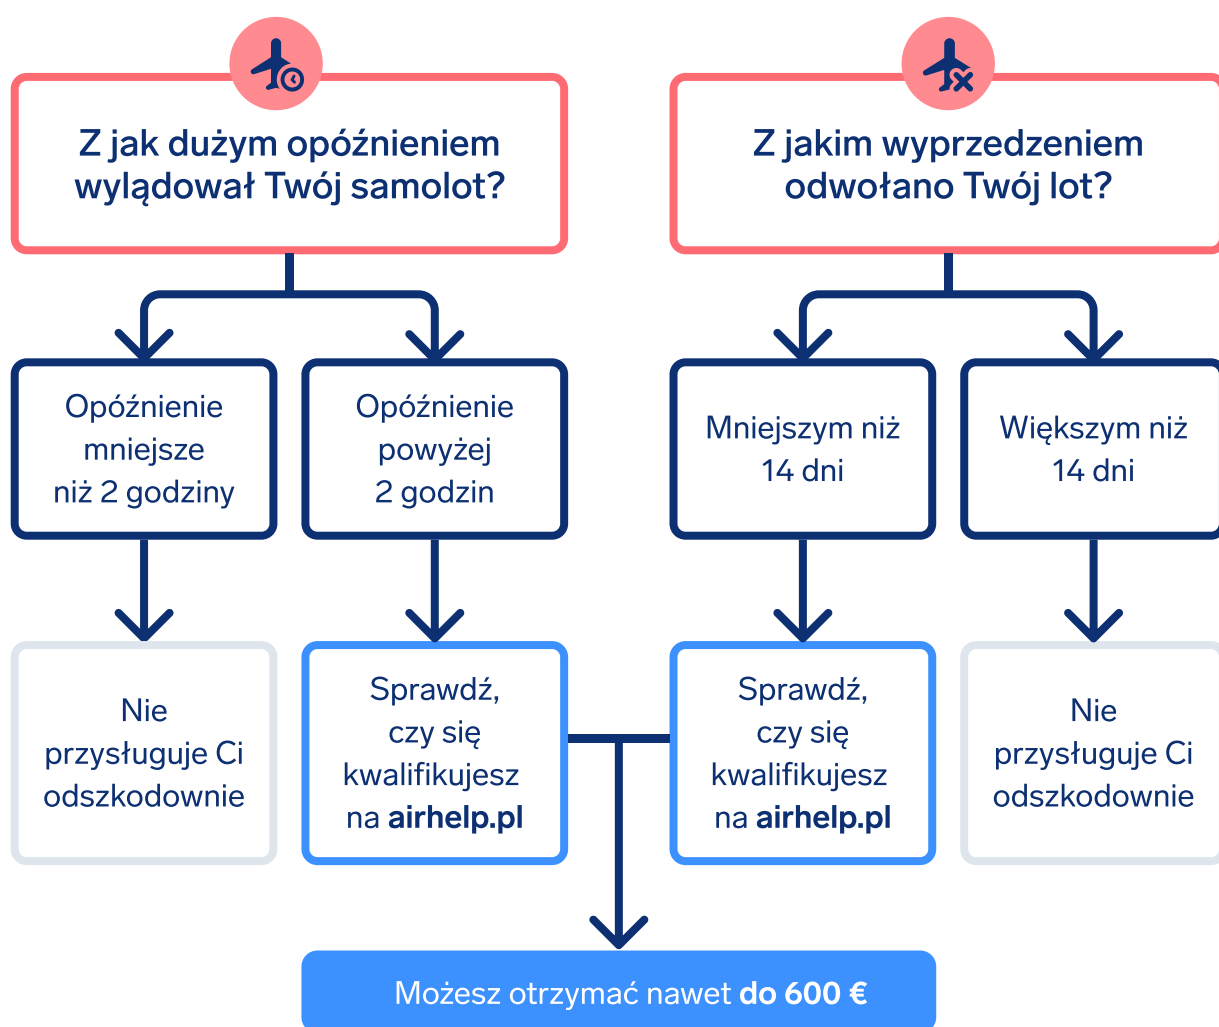 Z jak dużym opóźnieniem
wylądował Twój samolot?
Opóźnienie
mniejsze
niż 2 godziny
Opóźnienie
powyżej
2 godzin
Nie
przysługuje Ci
odszkodownie
Sprawdź,
czy się
kwalifikujesz
na airhelp.pl
Z jakim wyprzedzeniem
odwołano Twój lot?
Mniejszym niż
14 dni
Większym niż
14 dni
Sprawdź,
czy się
kwalifikujesz
na airhelp.pl
Nie
przysługuje Ci
odszkodownie
Możesz otrzymać nawet do 600 €